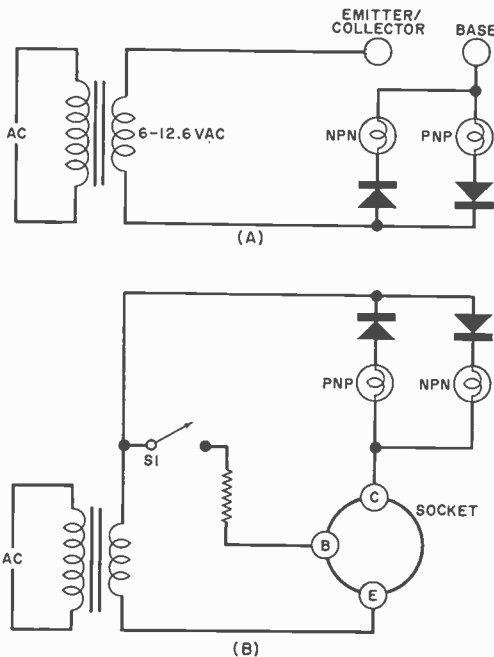 EMITTER/
COLLECTOR
BASE
AC
6-12.6 VAC
NPN
PNP
(A)
PNP
NPN
S1
C
SOCKET
B
AC
E
(B)